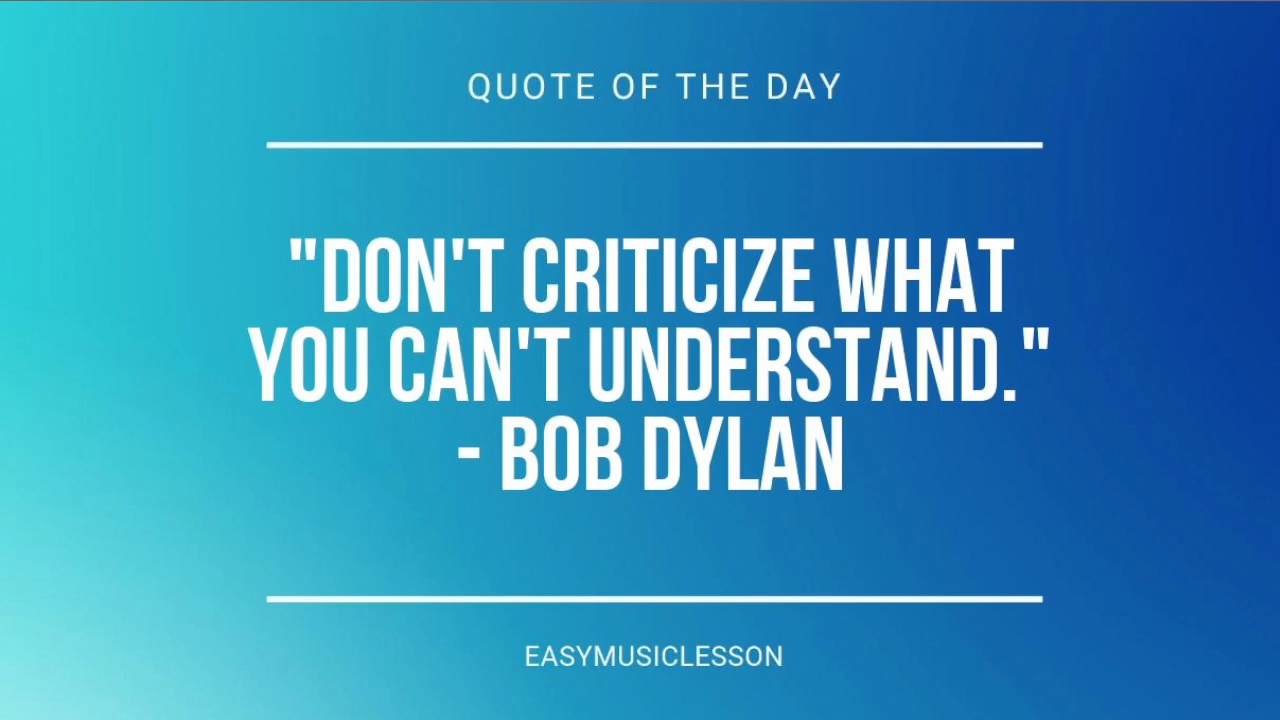 QUOTE OF THE DAY
"DON'T CRITICIZE WHAT
YOU CAN'T UNDERSTAND."
- BOB DYLAN
EASYMUSICLESSON